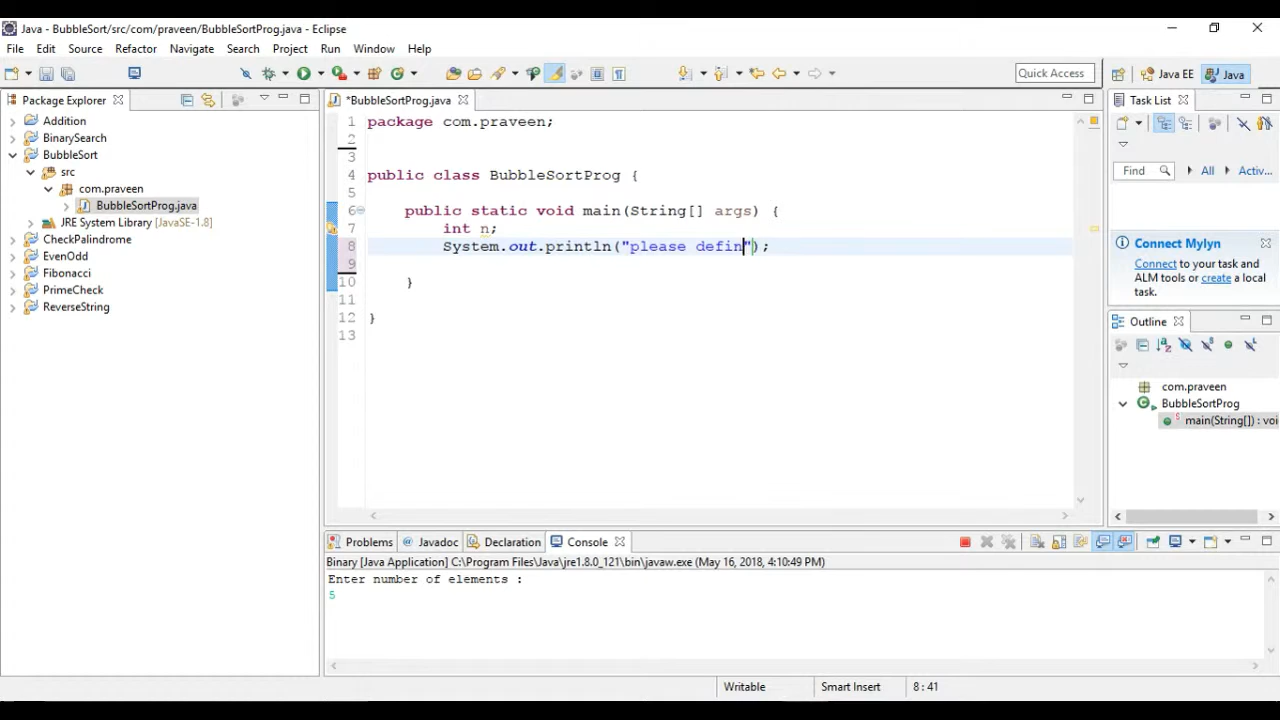 Java - BubbleSort/src/com/praveen/BubbleSortProg.java - Eclipse
File Edit Source Refactor Navigate Search Project Run Window Help
Quick Access
Java EE
Java
Package Explorer
Addition
BinarySearch
BubbleSort
src
com.praveen
BubbleSortProg.java
JRE System Library [JavaSE-1.8]
CheckPalindrome
EvenOdd
Fibonacci
PrimeCheck
ReverseString
*BubbleSortProg.java
1 package com.praveen;
2
3
4 public class BubbleSortProg {
5
6 public static void main(String[] args) {
7 int n;
8 System.out.println("please defin");
9
10 }
11
12 }
13
Task List
Find
All
Activ...
Connect Mylyn
Connect to your task and
ALM tools or create a local
task.
Outline
com.praveen
BubbleSortProg
main(String[]) : voi
Problems
Javadoc
Declaration
Console
Binary [Java Application] C:\Program Files\Java\jre1.8.0_121\bin\javaw.exe (May 16, 2018, 4:10:49 PM)
Enter number of elements :
5
Writable
Smart Insert
8 : 41